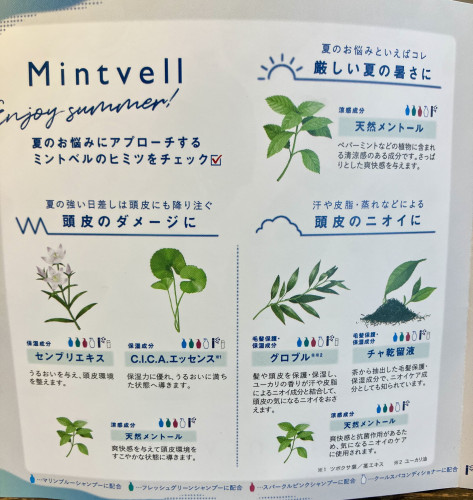 Mintvell
Enjoy summer!
夏のお悩みにアプローチする
ミントベルのヒミツをチェック
夏のお悩みといえばコレ
厳しい夏の暑さに
清涼成分
天然メントール
ペパーミントなどの植物に含まれ
る清涼感のある成分です。さっぱ
りとした爽快感を与えます。
夏の強い日差しは頭皮にも降り注ぐ
頭皮のダメージに
保湿成分
センブリエキス
うるおいを与え、頭皮環境
を整えます。
保湿成分
C.I.C.A.エッセンス※1
保湿力に優れ、うるおいに満ち
た状態へ導きます。
天然メントール
爽快感を与えて頭皮環境を
すこやかな状態に導きます。
汗や皮脂・蒸れなどによる
頭皮のニオイに
毛髪保護・
保湿成分
グロブル※2
髪や頭皮を保護・保湿し、
ユーカリの香りが汗や皮脂
によるニオイ成分と結合して、
頭皮の気になるニオイをおさ
えます。
毛髪保護・
保湿成分
チャ乾留液
茶から抽出した毛髪保護・
保湿成分で、ニオイケア成
分としても知られています。
天然メントール
爽快感と抗菌作用があるた
め、気になるニオイのケア
に使用されます。
※1 ツボクサ葉/茎エキス ※2 ユーカリ油
…マリンブルーシャンプーに配合 …フレッシュグリーンシャンプーに配合 …スパークルピンクシャンプーに配合 …クールスパコンディショナーに配合